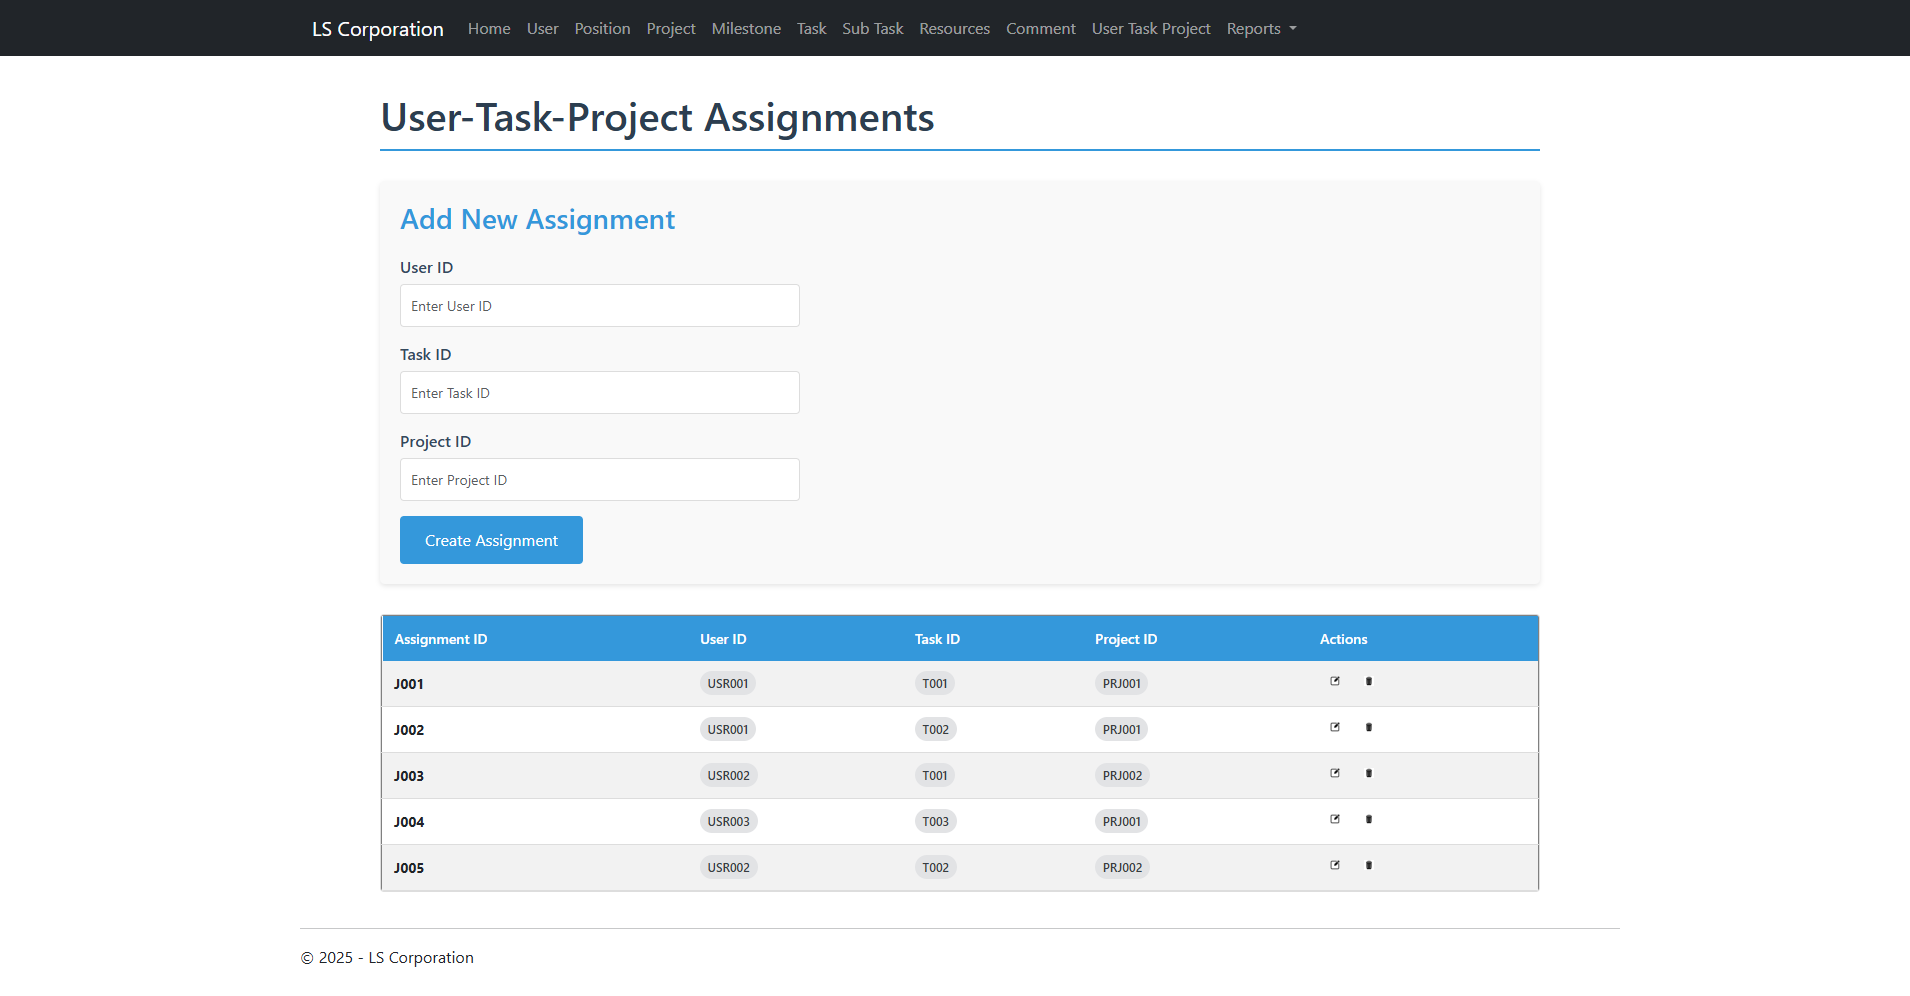 LS Corporation Home User Position Project Milestone Task Sub Task Resources Comment User Task Project Reports
User-Task-Project Assignments
Add New Assignment
User ID
Enter User ID
Task ID
Enter Task ID
Project ID
Enter Project ID
Create Assignment
Assignment ID User ID Task ID Project ID Actions
J001 USR001 T001 PRJ001
J002 USR001 T002 PRJ001
J003 USR002 T001 PRJ002
J004 USR003 T003 PRJ001
J005 USR002 T002 PRJ002
© 2025 - LS Corporation